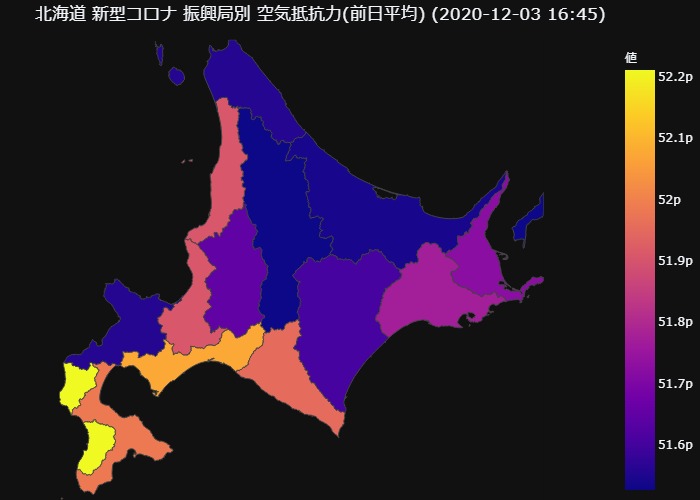 北海道 新型コロナ 振興局別 空気抵抗力(前日平均) (2020-12-03 16:45)
値
52.2p
52.1p
52p
51.9p
51.8p
51.7p
51.6p